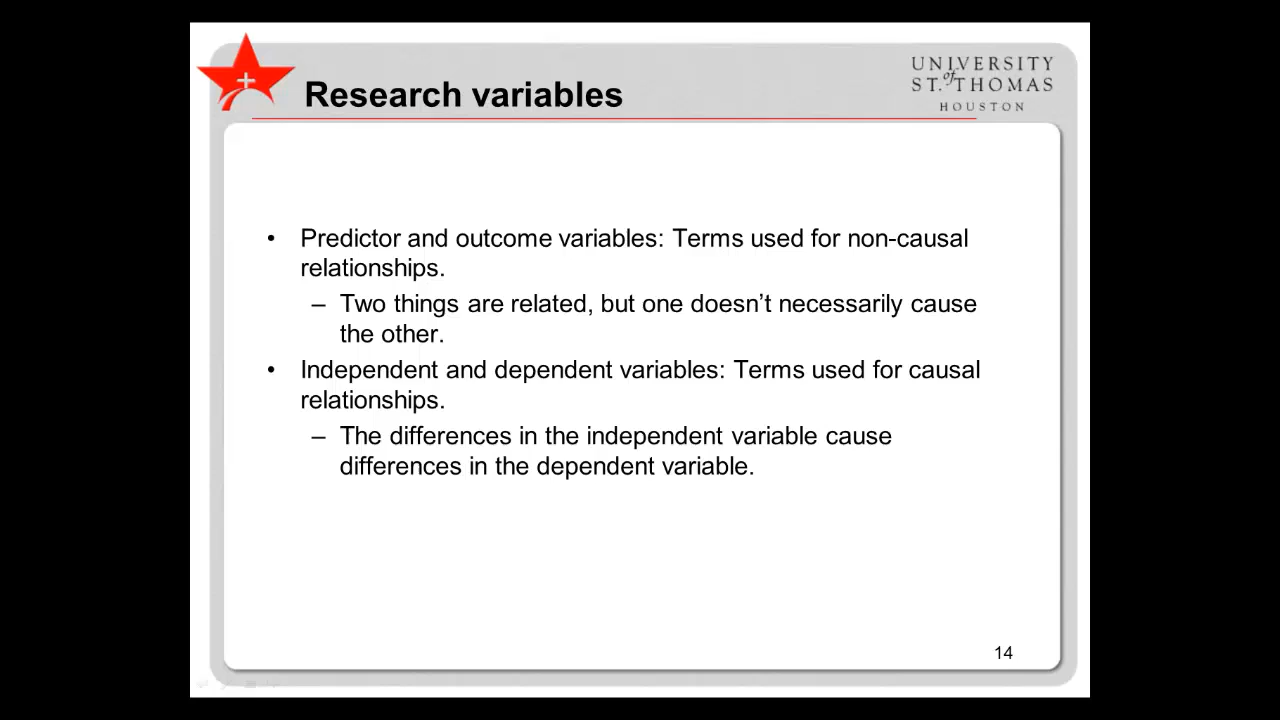 Research variables
UNIVERSITY
of
ST. THOMAS
HOUSTON
• Predictor and outcome variables: Terms used for non-causal
relationships.
– Two things are related, but one doesn’t necessarily cause
the other.
• Independent and dependent variables: Terms used for causal
relationships.
– The differences in the independent variable cause
differences in the dependent variable.
14